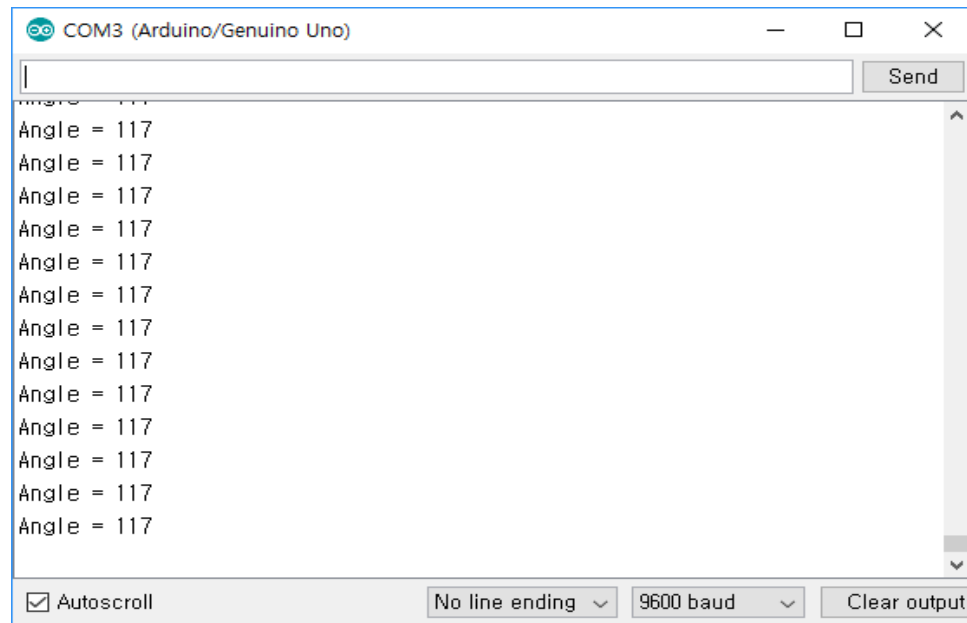 COM3 (Arduino/Genuino Uno)
Send
Angle = 117
Angle = 117
Angle = 117
Angle = 117
Angle = 117
Angle = 117
Angle = 117
Angle = 117
Angle = 117
Angle = 117
Angle = 117
Angle = 117
Angle = 117
Autoscroll
No line ending
9600 baud
Clear output